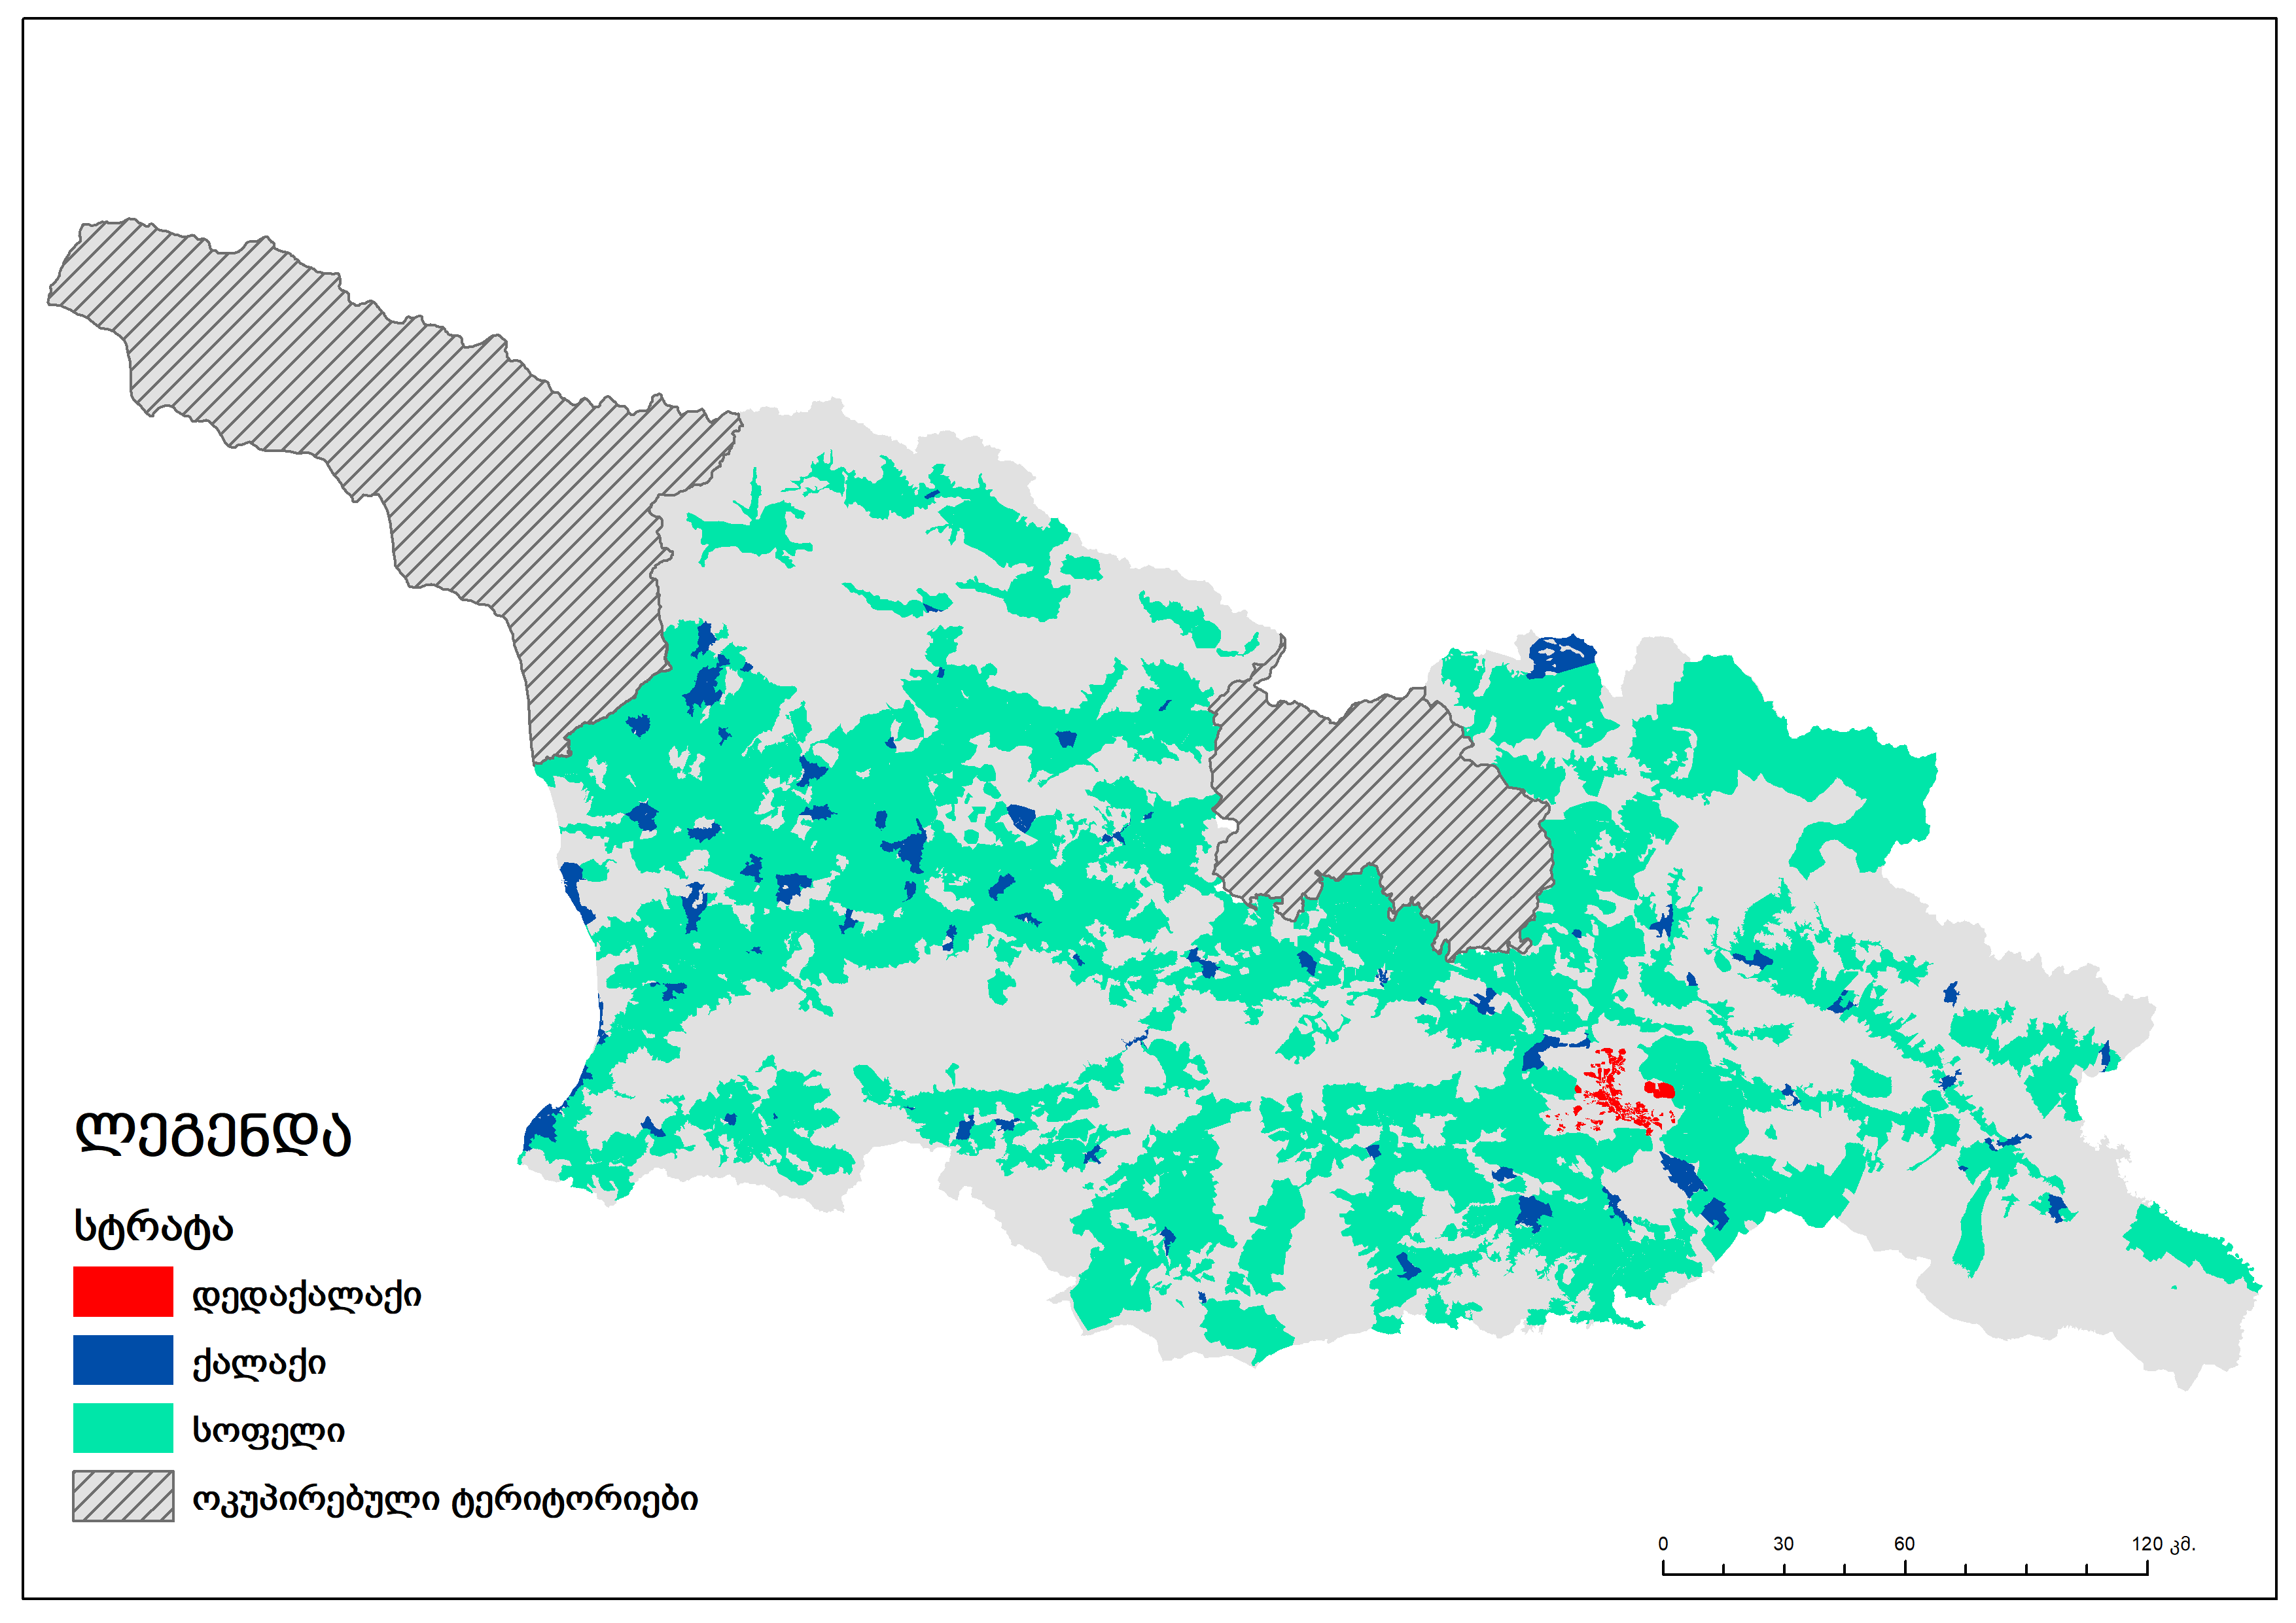 ლეგენდა
სტრატა
დედაქალაქი
ქალაქი
სოფელი
ოკუპირებული ტერიტორიები
0 30 60 120 კმ.